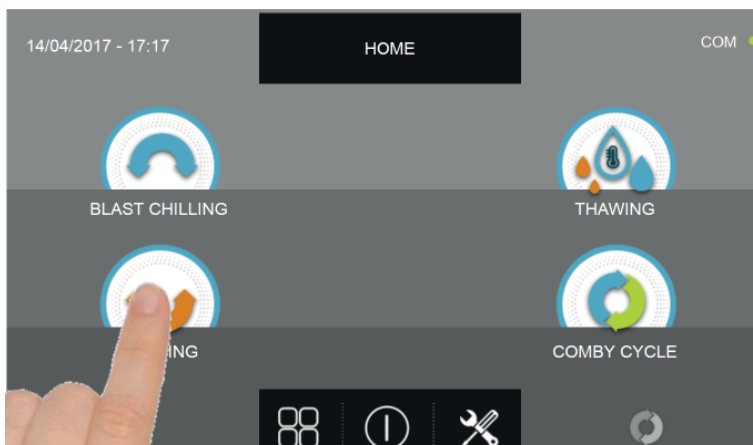 14/04/2017 - 17:17
HOME
COM
BLAST CHILLING
THAWING
COMBY CYCLE